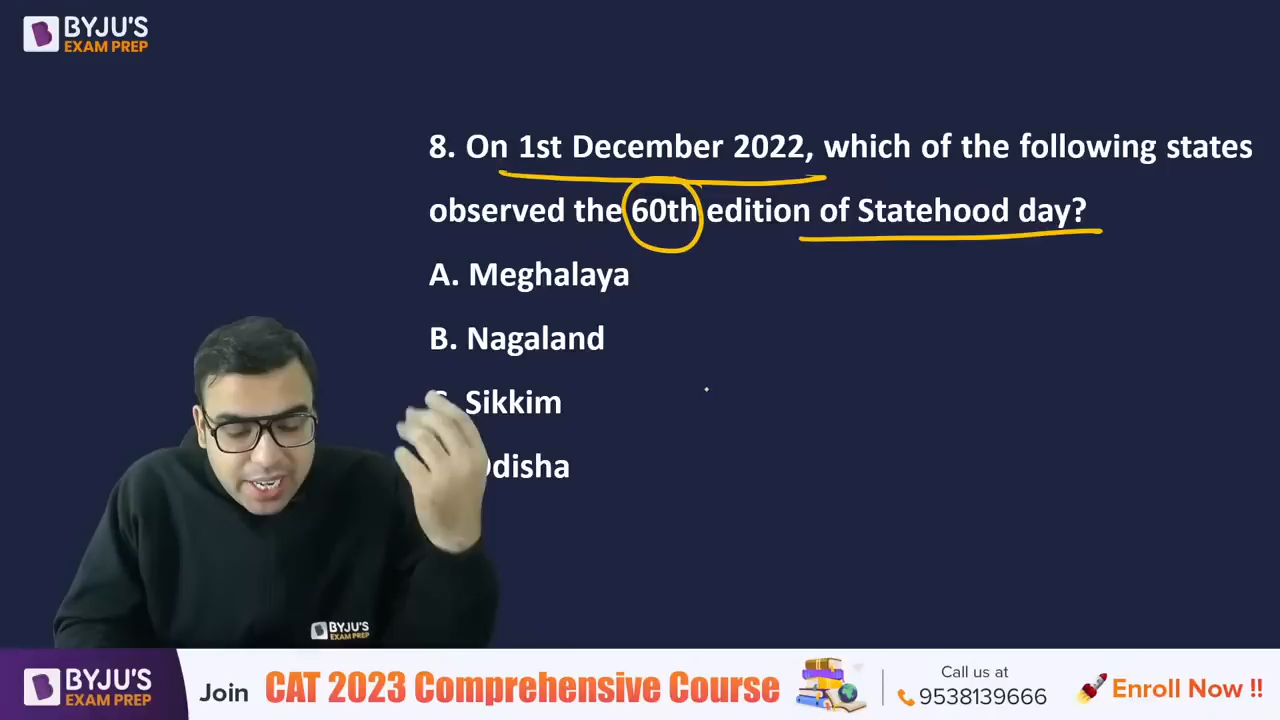 BYJU'S
EXAM PREP
8. On 1st December 2022, which of the following states
observed the 60th edition of Statehood day?
A. Meghalaya
B. Nagaland
Sikkim
BYJU'S
EXAM PREP
BYJU'S
EXAM PREP
Join CAT 2023 Comprehensive Course
Call us at
9538139666
Enroll Now !!